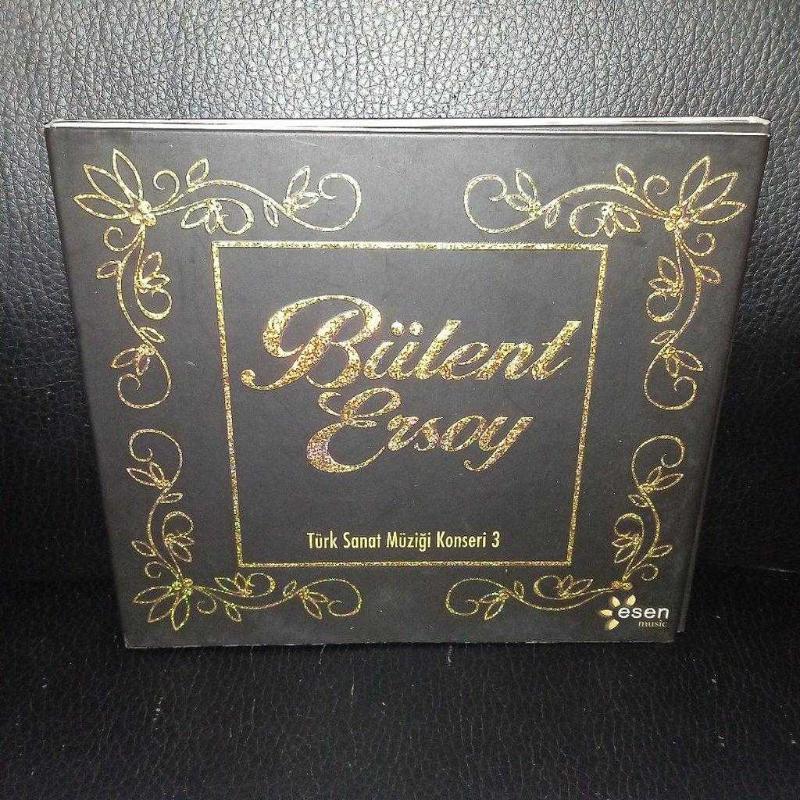 Bülent
Ersoy
Türk Sanat Müziği Konseri 3
esen
music